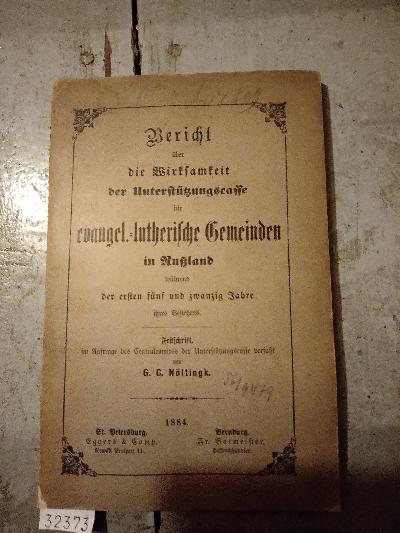 Bericht
über
die Wirksamkeit
der Unterstützungscasse
für
evangel.-lutherische Gemeinden
in Rußland
während
der ersten fünf und zwanzig Jahre
ihres Bestehens.
Festschrift,
im Auftrage des Centralcomités der Unterstützungscasse verfaßt
von
G. C. Nöltingk.
1884.
St. Petersburg.
Eggers & Comp.
Bernburg.
Fr. Bormeister,
Hofbuchhändler.
32373